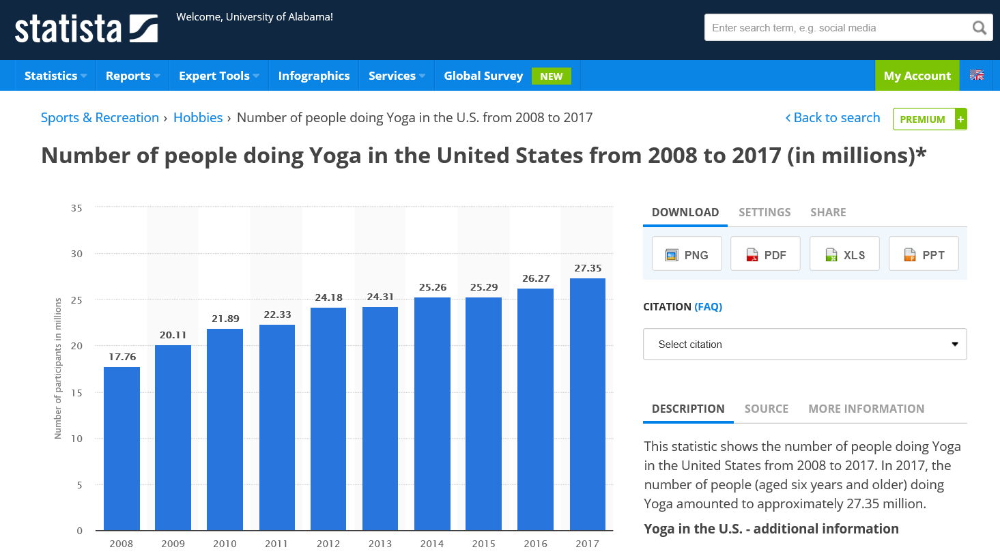 statista
Welcome, University of Alabama!
Enter search term, e.g. social media
Statistics
Reports
Expert Tools
Infographics
Services
Global Survey NEW
My Account
Sports & Recreation › Hobbies › Number of people doing Yoga in the U.S. from 2008 to 2017
‹ Back to search
PREMIUM +
Number of people doing Yoga in the United States from 2008 to 2017 (in millions)*
Number of participants in millions
35
30
25
20
15
10
5
0
17.76
20.11
21.89
22.33
24.18
24.31
25.26
25.29
26.27
27.35
2008
2009
2010
2011
2012
2013
2014
2015
2016
2017
DOWNLOAD SETTINGS SHARE
PNG
PDF
XLS
PPT
CITATION (FAQ)
Select citation
DESCRIPTION SOURCE MORE INFORMATION
This statistic shows the number of people doing Yoga
in the United States from 2008 to 2017. In 2017, the
number of people (aged six years and older) doing
Yoga amounted to approximately 27.35 million.
Yoga in the U.S. - additional information